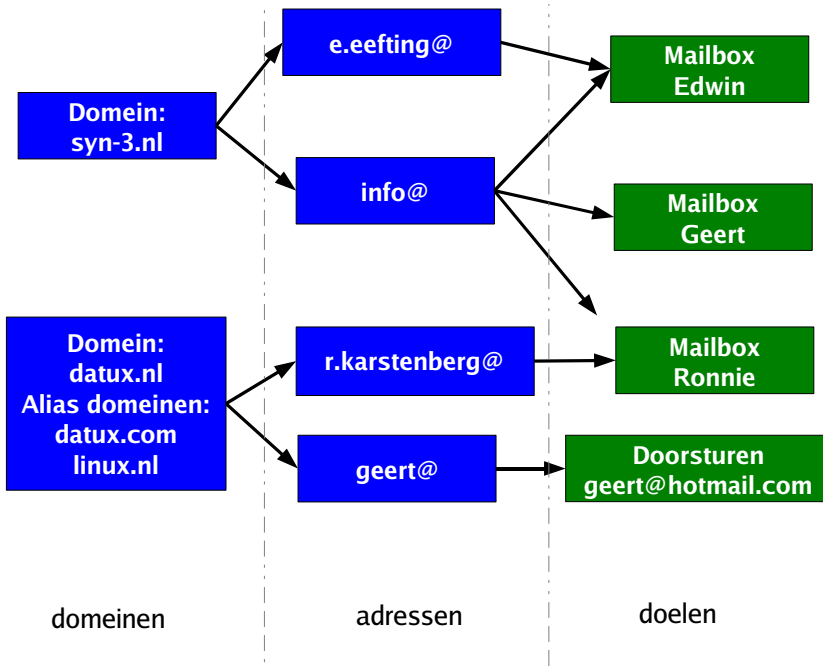 e.eefting@
Mailbox
Edwin
Domein:
syn-3.nl
info@
Mailbox
Geert
Domein:
datux.nl
Alias domeinen:
datux.com
linux.nl
r.karstenberg@
Mailbox
Ronnie
geert@
Doorsturen
geert@hotmail.com
domeinen
adressen
doelen